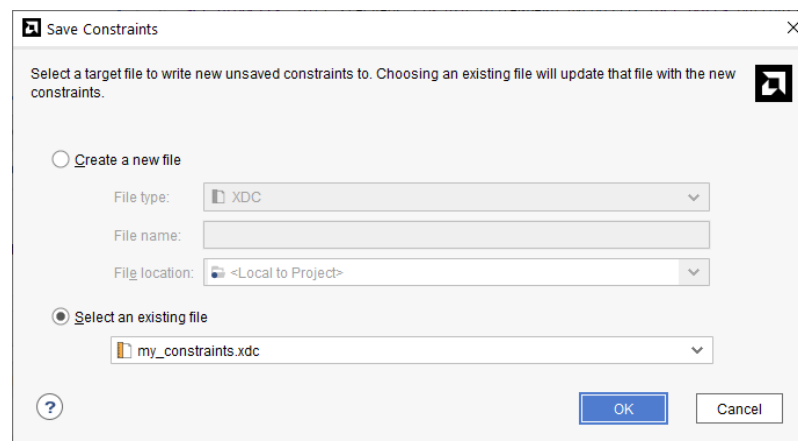 Save Constraints
Select a target file to write new unsaved constraints to. Choosing an existing file will update that file with the new
constraints.
Create a new file
File type: XDC
File name:
File location: <Local to Project>
Select an existing file
my_constraints.xdc
? OK Cancel